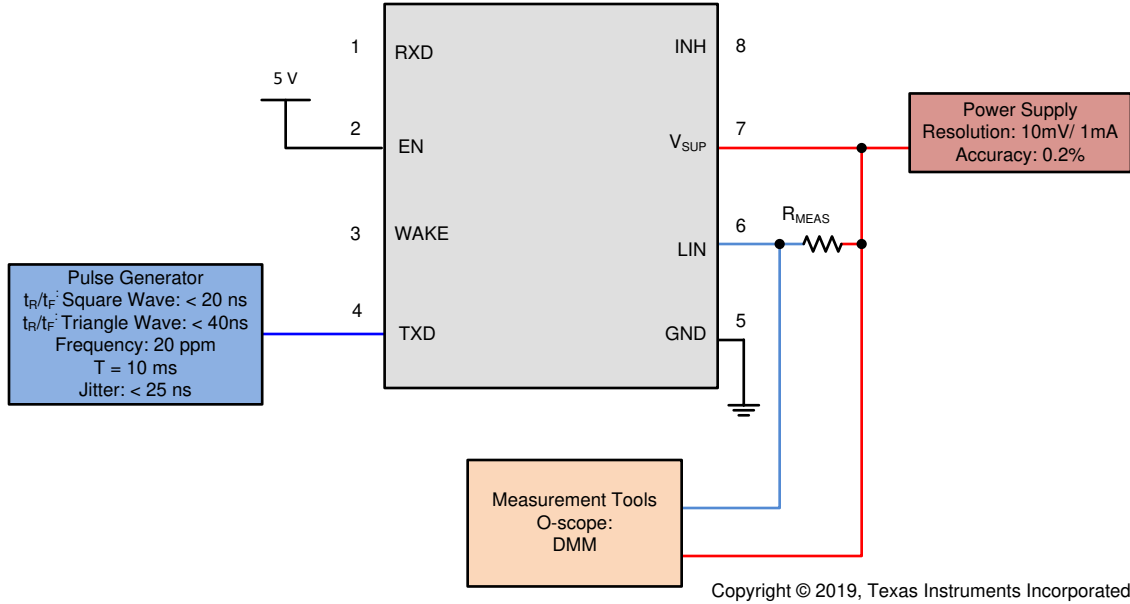 1
RXD
INH
8
5 V
2
EN
V_SUP
7
Power Supply
Resolution: 10mV/ 1mA
Accuracy: 0.2%
3
WAKE
LIN
6
R_MEAS
Pulse Generator
t_R/t_F: Square Wave: < 20 ns
t_R/t_F: Triangle Wave: < 40ns
Frequency: 20 ppm
T = 10 ms
Jitter: < 25 ns
4
TXD
GND
5
Measurement Tools
O-scope:
DMM
Copyright © 2019, Texas Instruments Incorporated